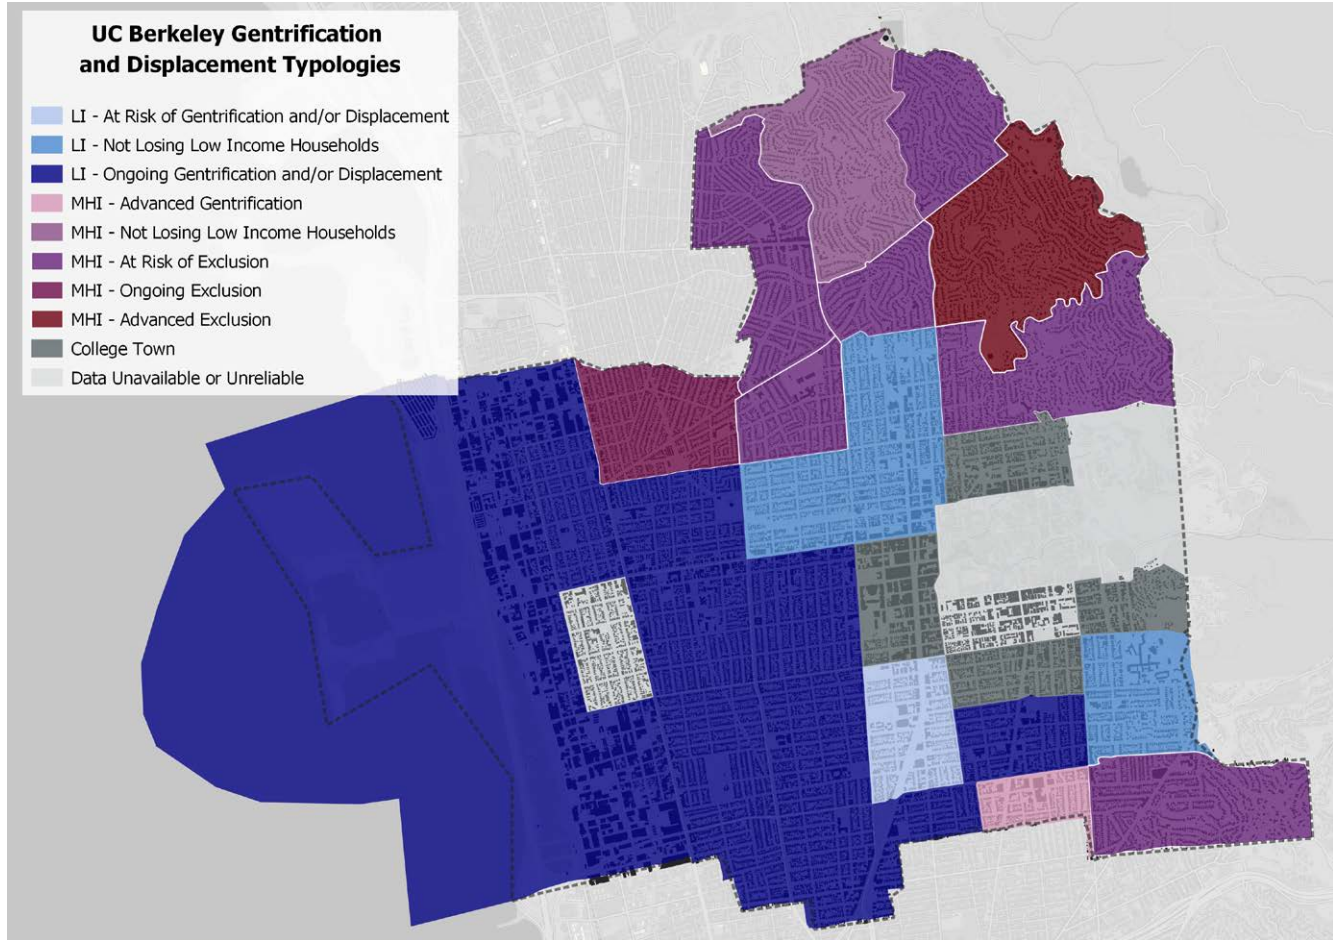 UC Berkeley Gentrification
and Displacement Typologies
LI - At Risk of Gentrification and/or Displacement
LI - Not Losing Low Income Households
LI - Ongoing Gentrification and/or Displacement
MHI - Advanced Gentrification
MHI - Not Losing Low Income Households
MHI - At Risk of Exclusion
MHI - Ongoing Exclusion
MHI - Advanced Exclusion
College Town
Data Unavailable or Unreliable